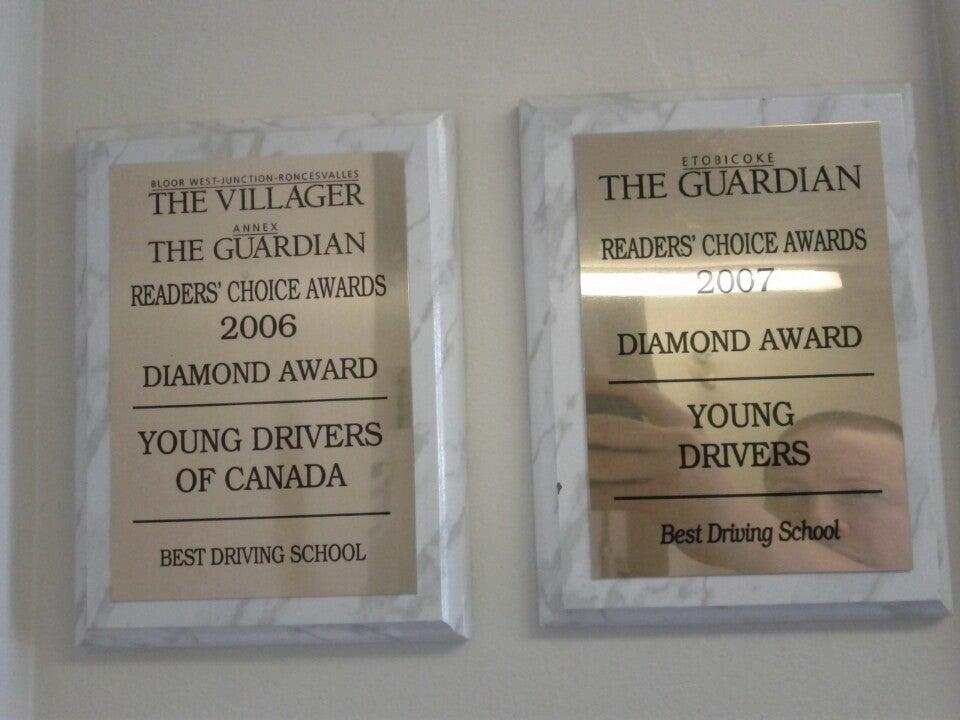 BLOOR WEST-JUNCTION-RONCESVALLES
THE VILLAGER
ANNEX
THE GUARDIAN
READERS' CHOICE AWARDS
2006
DIAMOND AWARD
YOUNG DRIVERS
OF CANADA
BEST DRIVING SCHOOL
ETOBICOKE
THE GUARDIAN
READERS' CHOICE AWARDS
2007
DIAMOND AWARD
YOUNG
DRIVERS
Best Driving School